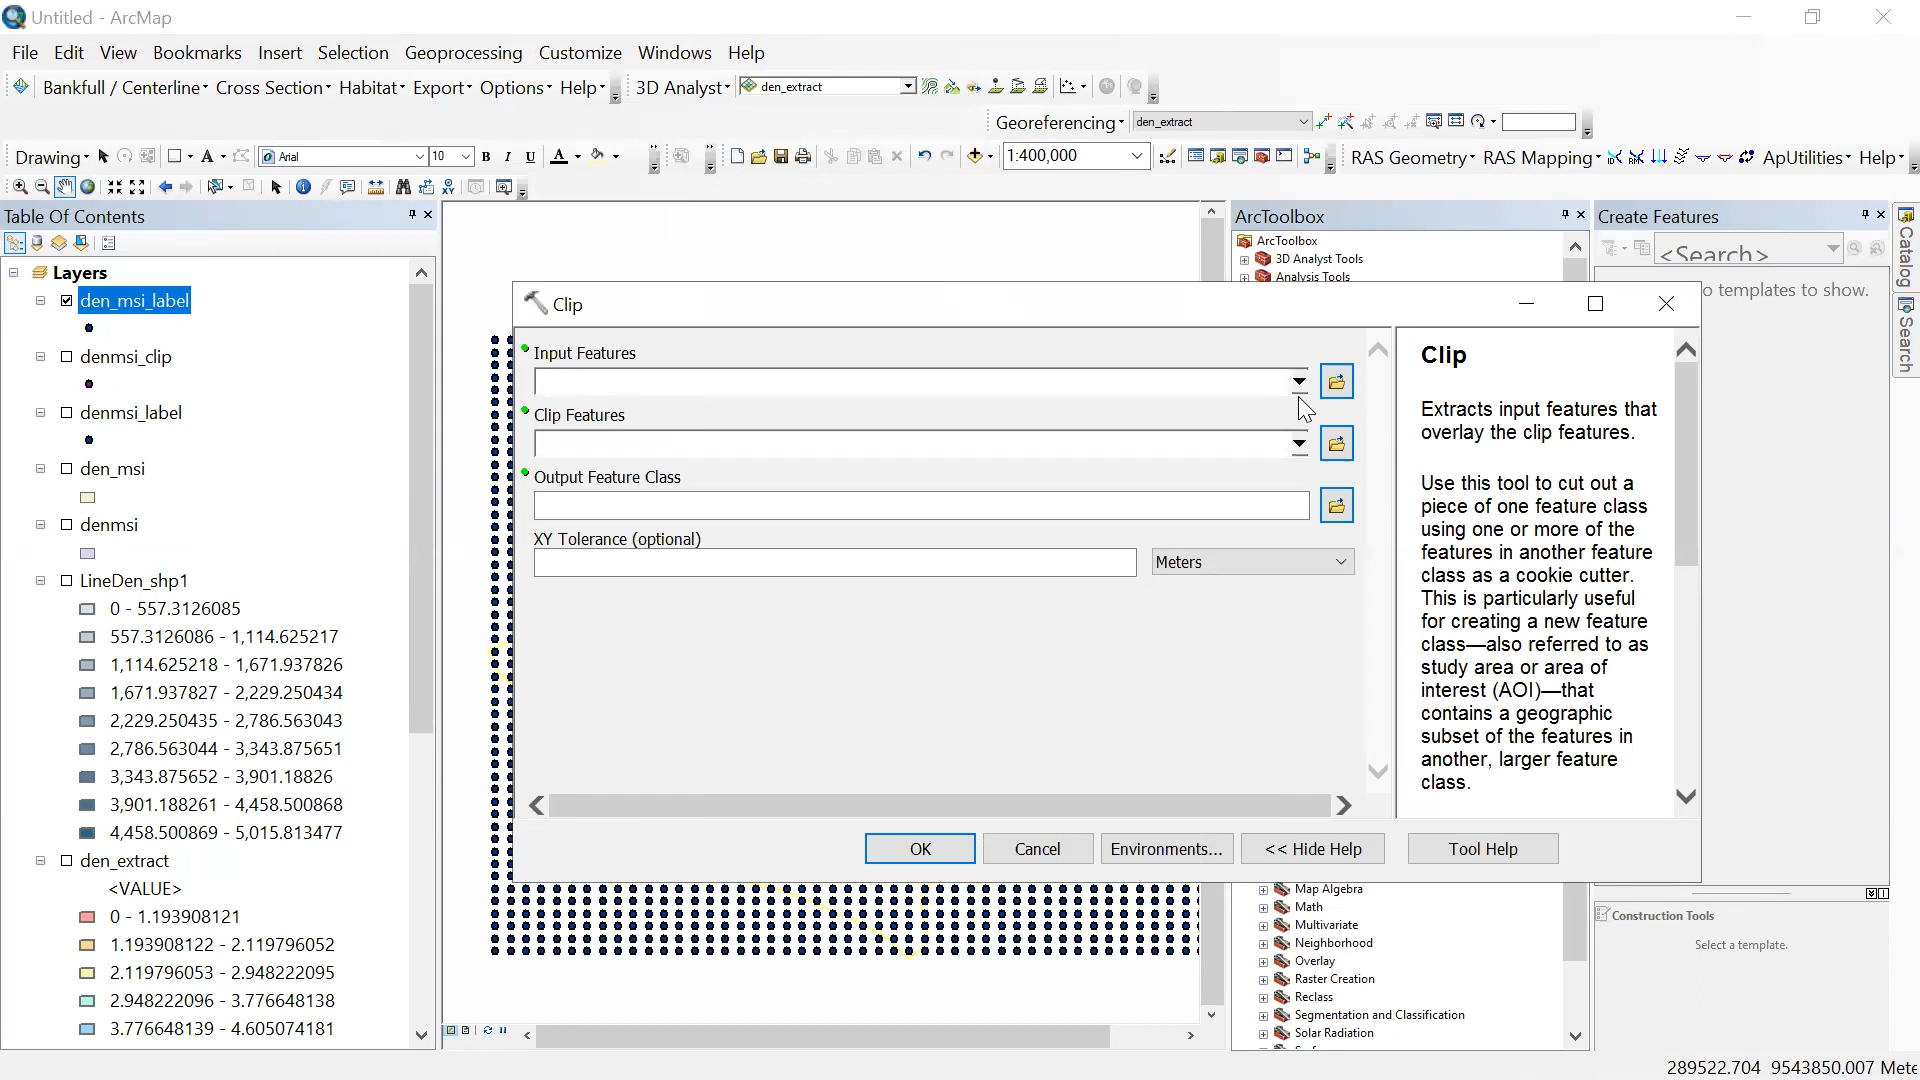 Untitled - ArcMap
File Edit View Bookmarks Insert Selection Geoprocessing Customize Windows Help
Bankfull / Centerline Cross Section Habitat Export Options Help 3D Analyst den_extract
Georeferencing den_extract
Drawing A Arial 10 B I U A 1:400,000 RAS Geometry RAS Mapping ApUtilities Help
Table Of Contents
ArcToolbox
Create Features
Layers
den_msi_label
denmsi_clip
denmsi_label
den_msi
denmsi
LineDen_shp1
0 - 557.3126085
557.3126086 - 1,114.625217
1,114.625218 - 1,671.937826
1,671.937827 - 2,229.250434
2,229.250435 - 2,786.563043
2,786.563044 - 3,343.875651
3,343.875652 - 3,901.18826
3,901.188261 - 4,458.500868
4,458.500869 - 5,015.813477
den_extract
<VALUE>
0 - 1.193908121
1.193908122 - 2.119796052
2.119796053 - 2.948222095
2.948222096 - 3.776648138
3.776648139 - 4.605074181
ArcToolbox
3D Analyst Tools
Analysis Tools
Clip
Input Features
Clip Features
Output Feature Class
XY Tolerance (optional)
Meters
OK
Cancel
Environments...
<< Hide Help
Tool Help
Clip
Extracts input features that
overlay the clip features.
Use this tool to cut out a
piece of one feature class
using one or more of the
features in another feature
class as a cookie cutter.
This is particularly useful
for creating a new feature
class—also referred to as
study area or area of
interest (AOI)—that
contains a geographic
subset of the features in
another, larger feature
class.
Map Algebra
Math
Multivariate
Neighborhood
Overlay
Raster Creation
Reclass
Segmentation and Classification
Solar Radiation
<Search>
o templates to show.
Construction Tools
Select a template.
Catalog
Search
289522.704 9543850.007 Mete